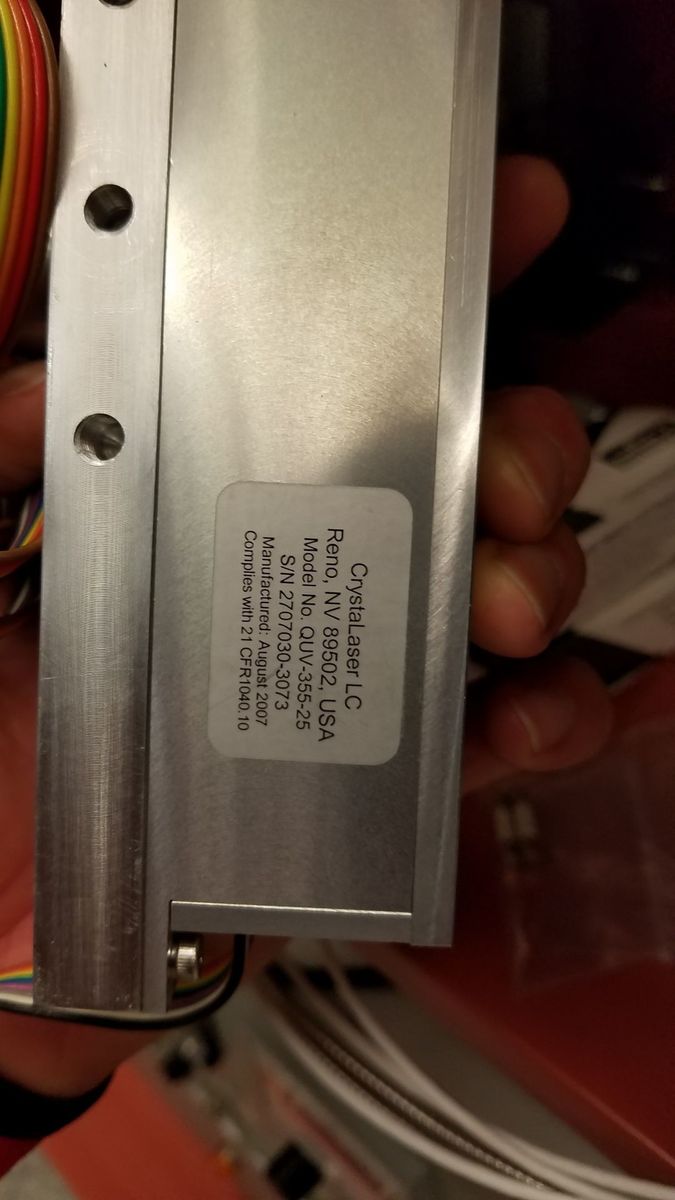 CrystaLaser LC
Reno, NV 89502, USA
Model No. QUV-355-25
S/N 2707030-3073
Manufactured: August 2007
Complies with 21 CFR1040.10